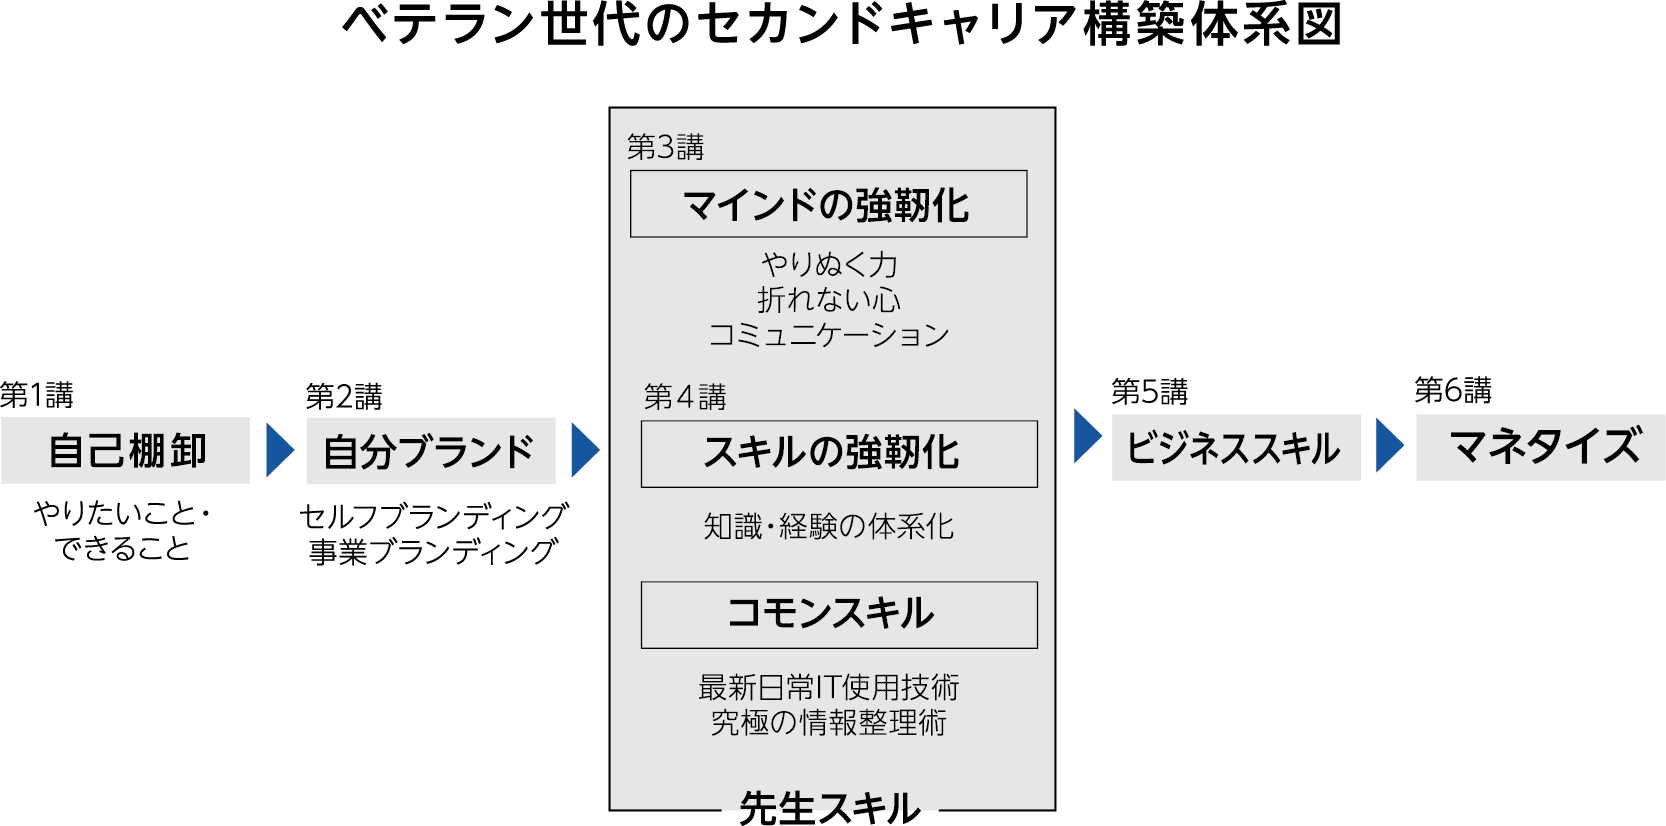 ベテラン世代のセカンドキャリア構築体系図
第1講
自己棚卸
やりたいこと・
できること
第2講
自分ブランド
セルフブランディング
事業ブランディング
第3講
マインドの強靭化
やりぬく力
折れない心
コミュニケーション
第4講
スキルの強靭化
知識・経験の体系化
コモンスキル
最新日常IT使用技術
究極の情報整理術
先生スキル
第5講
ビジネススキル
第6講
マネタイズ